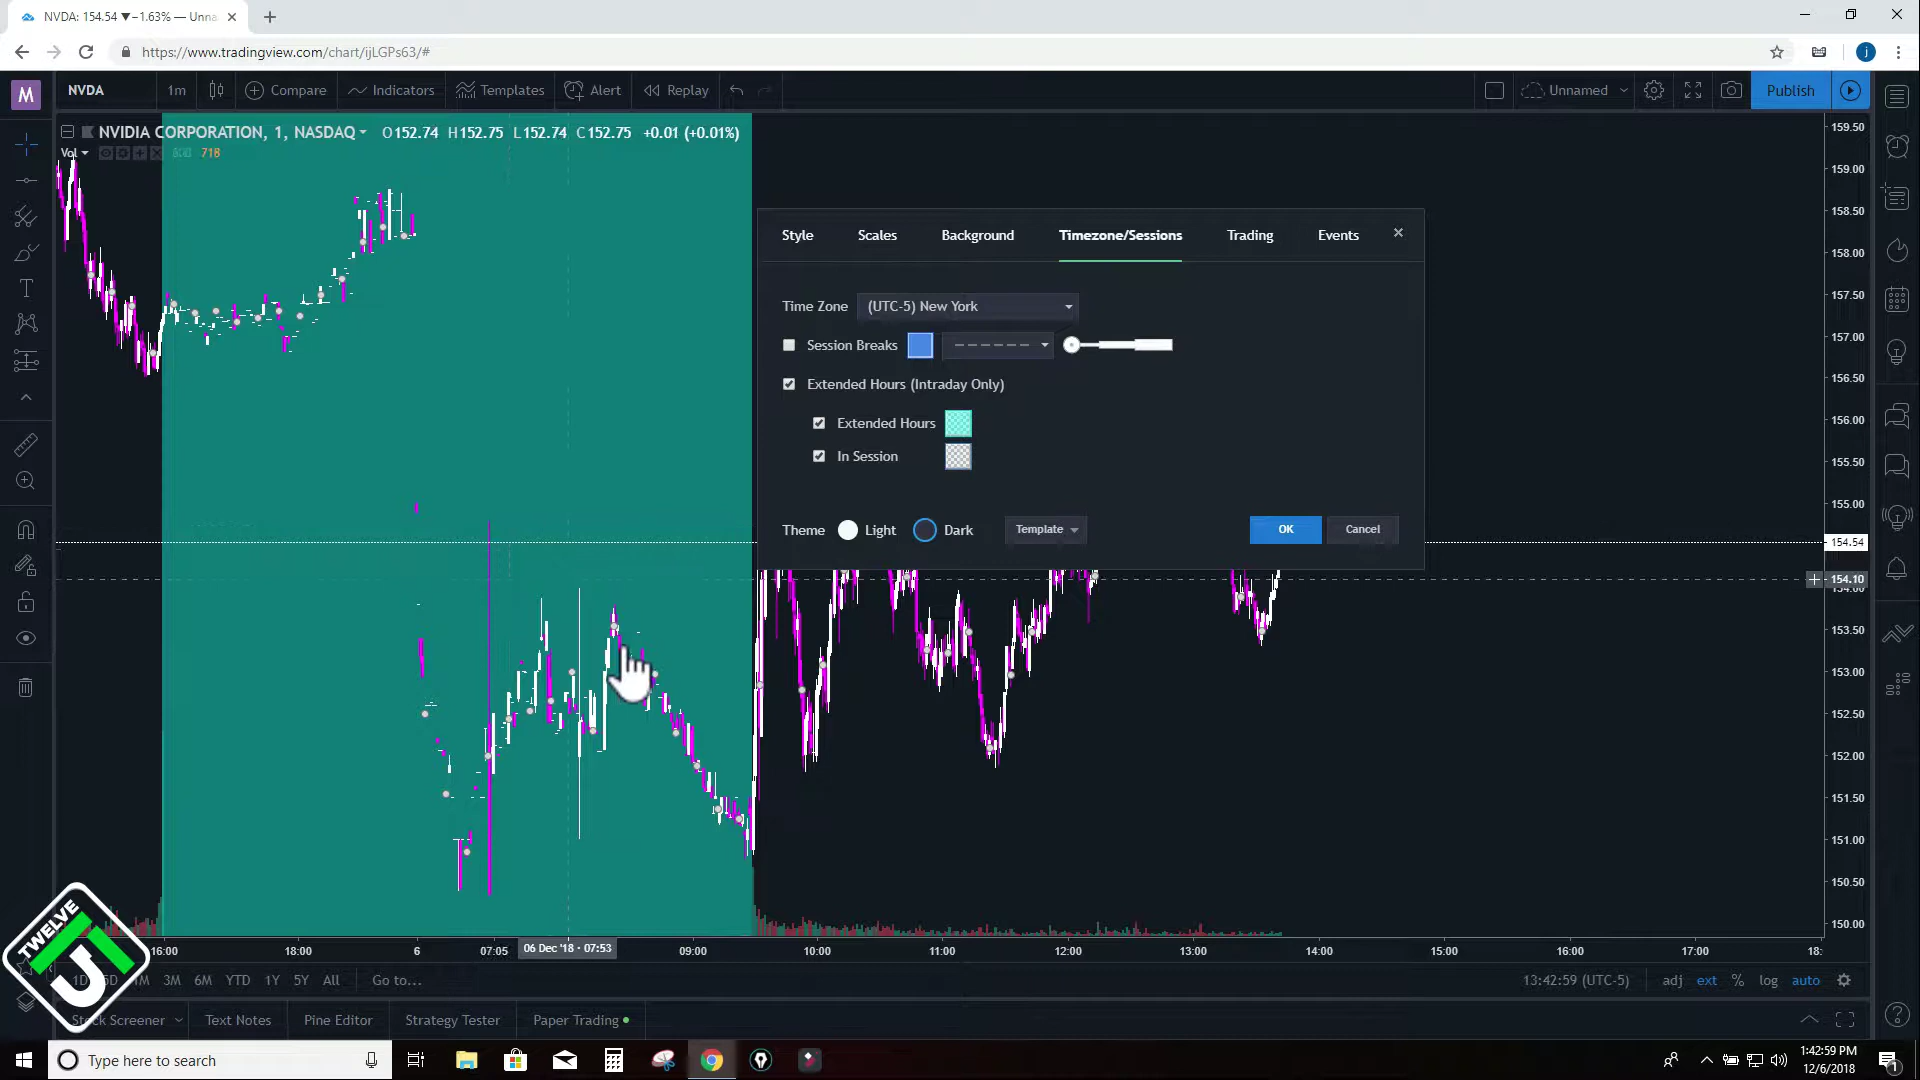 NVDA: 154.54 ▼−1.63% — Unna
https://www.tradingview.com/chart/ijLGPs63/#
j
M
NVDA 1m Compare Indicators Templates Alert Replay Unnamed Publish
NVIDIA CORPORATION, 1, NASDAQ O152.74 H152.75 L152.74 C152.75 +0.01 (+0.01%)
Vol 718
159.50
159.00
158.50
158.00
157.50
157.00
156.50
156.00
155.50
155.00
154.54
154.10
154.00
153.50
153.00
152.50
152.00
151.50
151.00
150.50
150.00
Style Scales Background Timezone/Sessions Trading Events
Time Zone (UTC-5) New York
Session Breaks
Extended Hours (Intraday Only)
Extended Hours
In Session
Theme Light Dark Template OK Cancel
16:00 18:00 6 07:05 06 Dec '18 - 07:53 09:00 10:00 11:00 12:00 13:00 14:00 15:00 16:00 17:00 18:
TWELVE
1D 5D 1M 3M 6M YTD 1Y 5Y All Go to... 13:42:59 (UTC-5) adj ext % log auto
Stock Screener Text Notes Pine Editor Strategy Tester Paper Trading
Type here to search
1:42:59 PM
12/6/2018
1